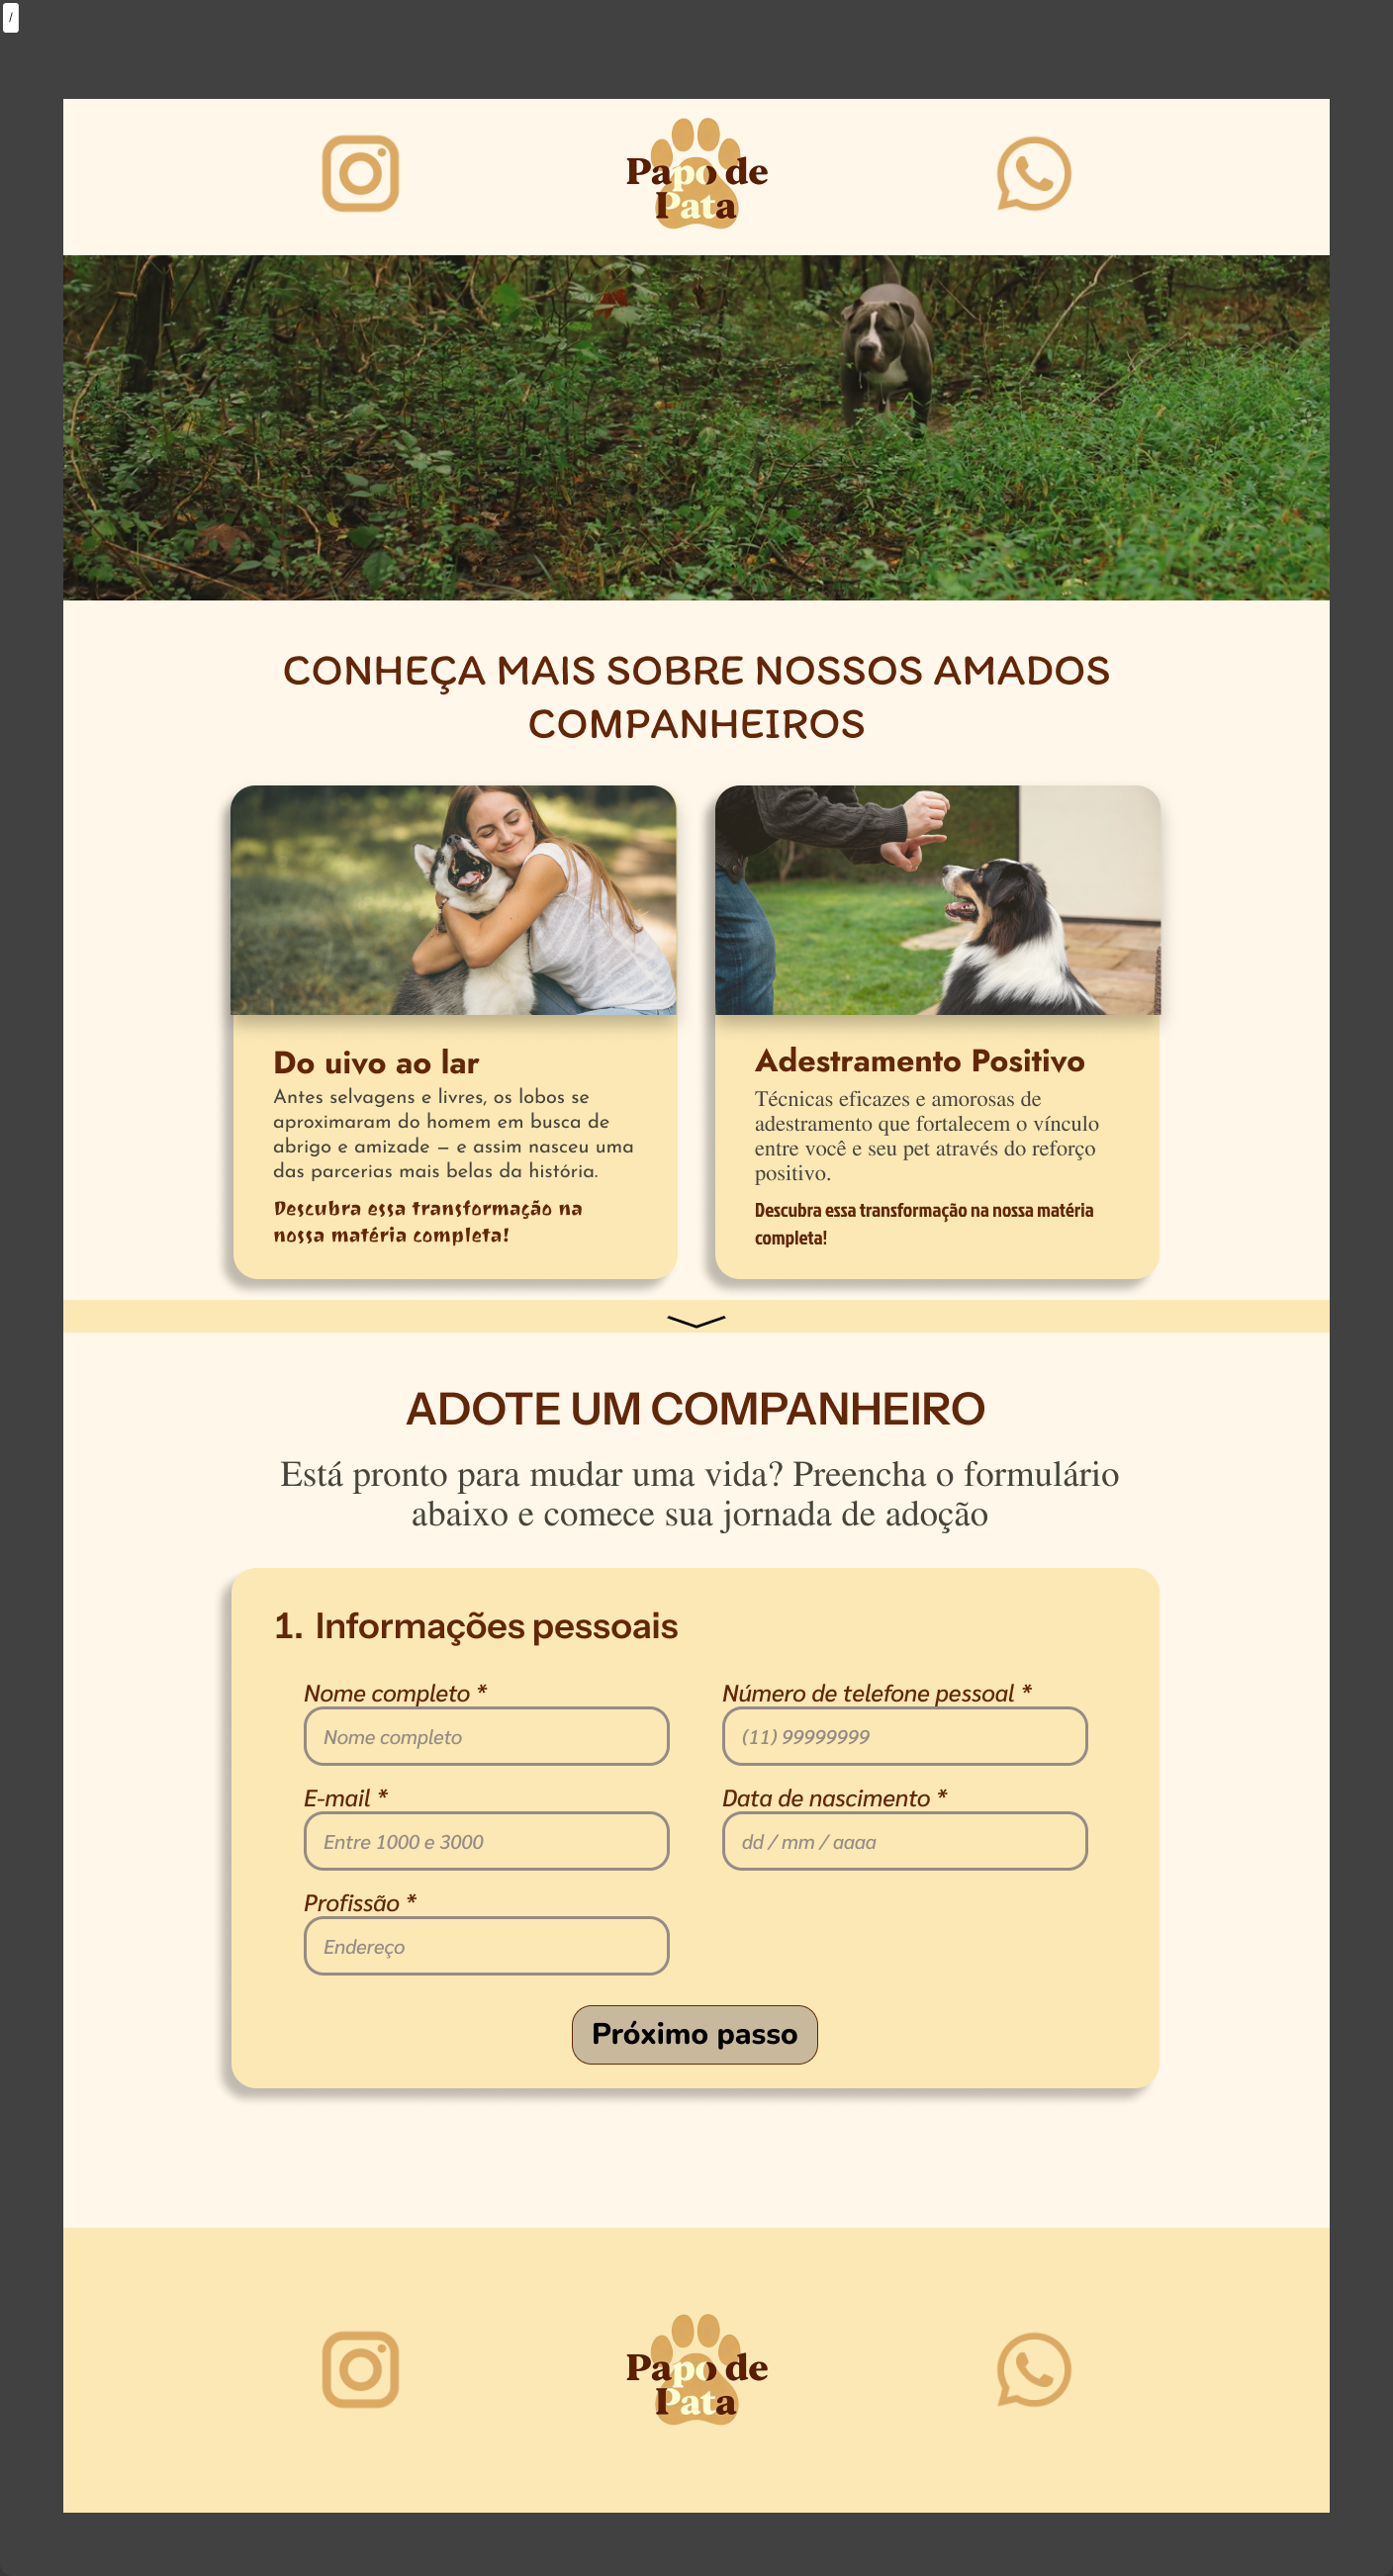 /
Papo de
Pata
CONHEÇA MAIS SOBRE NOSSOS AMADOS
COMPANHEIROS
Do uivo ao lar
Antes selvagens e livres, os lobos se
aproximaram do homem em busca de
abrigo e amizade – e assim nasceu uma
das parcerias mais belas da história.
Descubra essa transformação na
nossa matéria completa!
Adestramento Positivo
Técnicas eficazes e amorosas de
adestramento que fortalecem o vínculo
entre você e seu pet através do reforço
positivo.
Descubra essa transformação na nossa matéria
completa!
ADOTE UM COMPANHEIRO
Está pronto para mudar uma vida? Preencha o formulário
abaixo e comece sua jornada de adoção
1. Informações pessoais
Nome completo *
Nome completo
Número de telefone pessoal *
(11) 99999999
E-mail *
Entre 1000 e 3000
Data de nascimento *
dd / mm / aaaa
Profissão *
Endereço
Próximo passo
Papo de
Pata